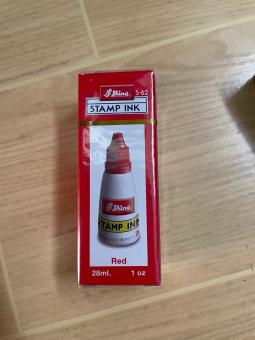 Shiny S-62
STAMP INK
Shiny
STAMP INK
Red
28ml. 1 oz